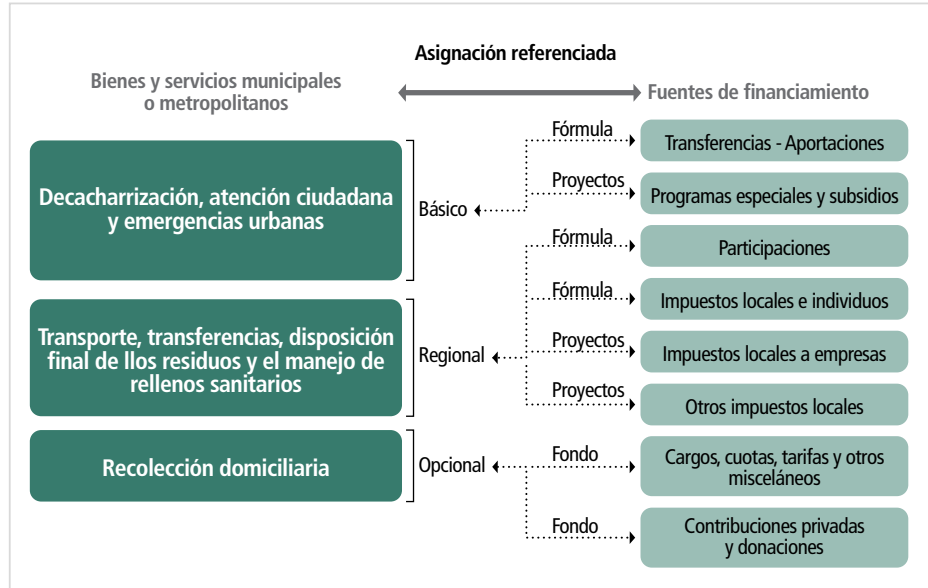 Asignación referenciada
Bienes y servicios municipales
o metropolitanos
Fuentes de financiamiento
Decacharrización, atención ciudadana
y emergencias urbanas
Básico
Fórmula
Transferencias - Aportaciones
Proyectos
Programas especiales y subsidios
Transporte, transferencias, disposición
final de llos residuos y el manejo de
rellenos sanitarios
Regional
Fórmula
Participaciones
Fórmula
Impuestos locales e individuos
Proyectos
Impuestos locales a empresas
Proyectos
Otros impuestos locales
Recolección domiciliaria
Opcional
Fondo
Cargos, cuotas, tarifas y otros
misceláneos
Fondo
Contribuciones privadas
y donaciones